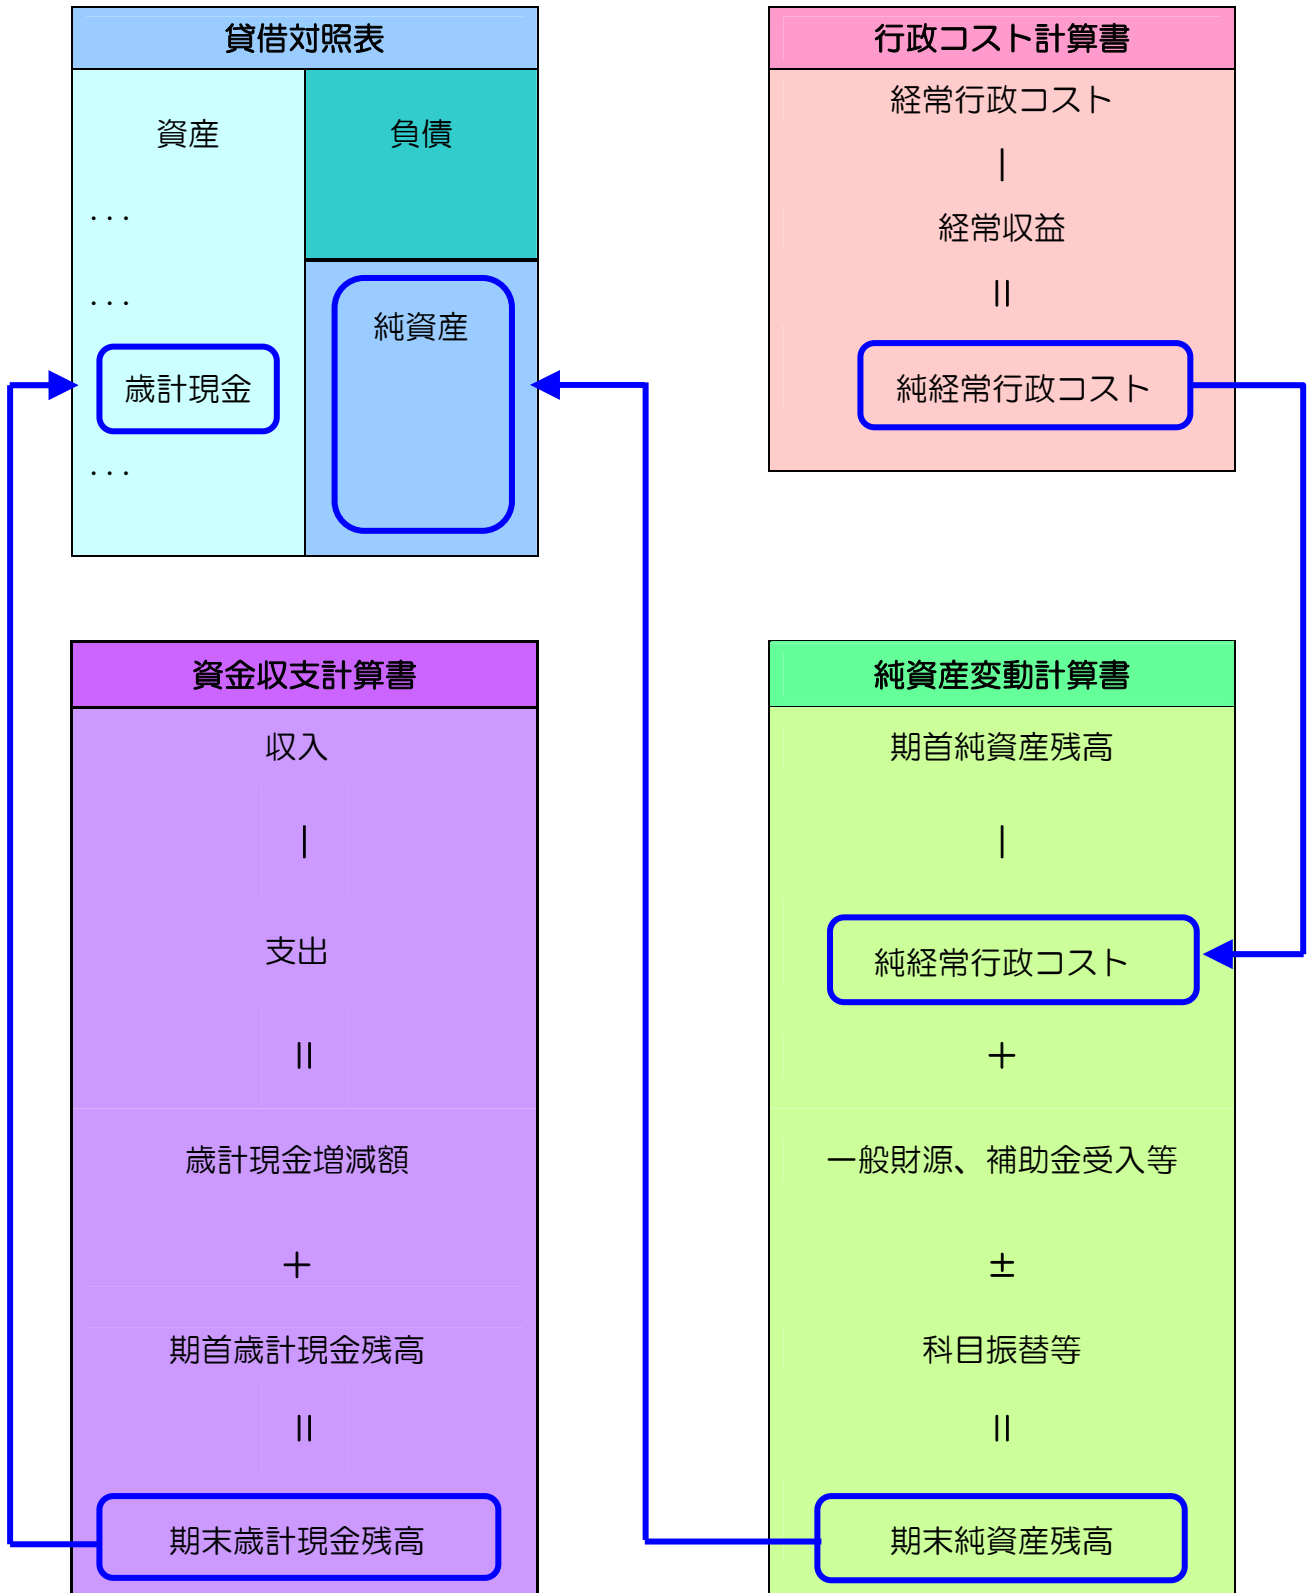 貸借対照表
資産
負債
...
...
純資産
歳計現金
...
行政コスト計算書
経常行政コスト
|
経常収益
||
純経常行政コスト
資金収支計算書
収入
|
支出
||
歳計現金増減額
+
期首歳計現金残高
||
期末歳計現金残高
純資産変動計算書
期首純資産残高
|
純経常行政コスト
+
一般財源、補助金受入等
±
科目振替等
||
期末純資産残高